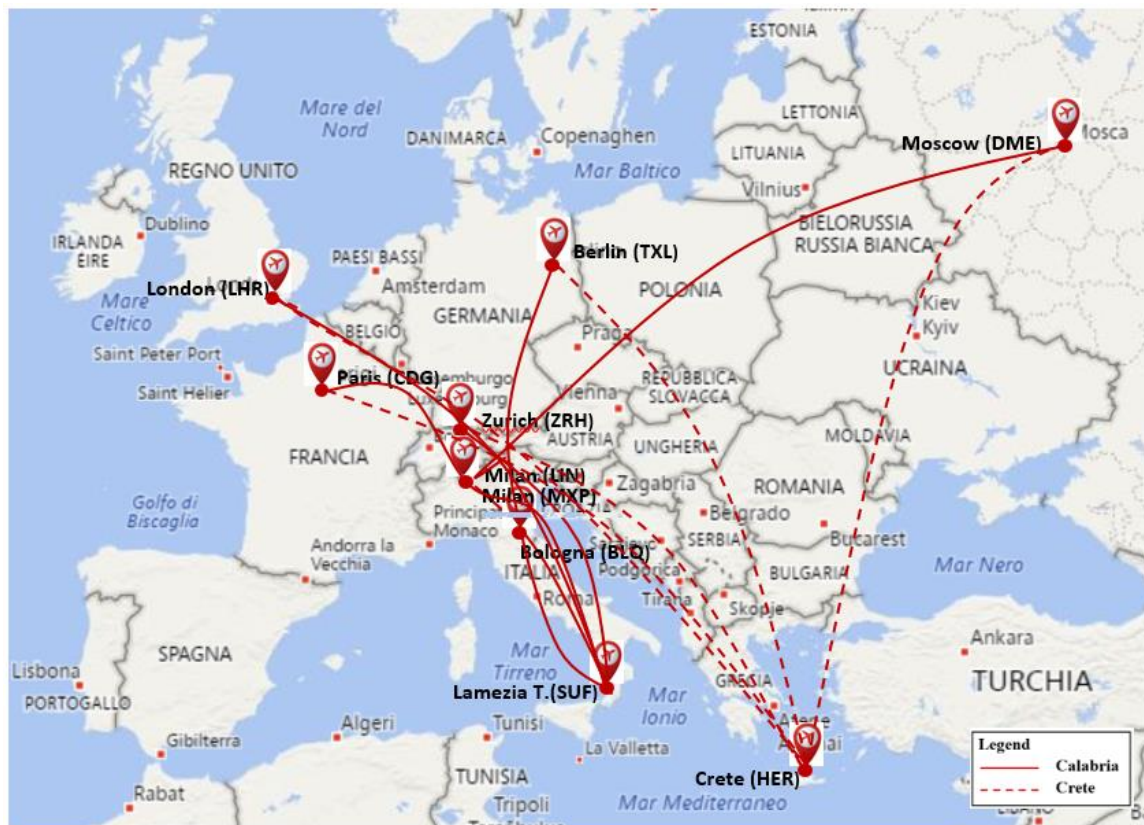 ESTONIA
Mare del
Nord
DANIMARCA
Copenaghen
LETTONIA
Mosca
Moscow (DME)
LITUANIA
Mar Baltico
REGNO UNITO
Vilnius
Dublino
BIELORUSSIA
RUSSIA BIANCA
IRLANDA
ÉIRE
PAESI BASSI
Berlin (TXL)
Amsterdam
POLONIA
London (LHR)
Mare
Celtico
GERMANIA
Kiev
Kyiv
BELGIO
Praga
Saint Peter Port
UCRAINA
Paris (CDG)
Saint Helier
REPUBBLICA
SLOVACCA
Vienna
Zurich (ZRH)
AUSTRIA
MOLDAVIA
UNGHERIA
FRANCIA
Milan (LIN)
Zagabria
ROMANIA
Milan (MXP)
Golfo di
Biscaglia
Principat
Monaco
Belgrado
SERBIA
Bucarest
Bologna (BLQ)
Sarajevo
Andorra la
Vecchia
Podgorica
ITALIA
BULGARIA
Mar Nero
Roma
Tirana
Skopje
Ankara
SPAGNA
Mar
Tirreno
Lisbona
PORTOGALLO
TURCHIA
Lamezia T.(SUF)
GRECIA
Mar
Ionio
Atene
Algeri
Tunisi
Gibilterra
La Valletta
Legend
Calabria
Crete
Crete (HER)
TUNISIA
Mar Mediterraneo
Rabat
Tripoli